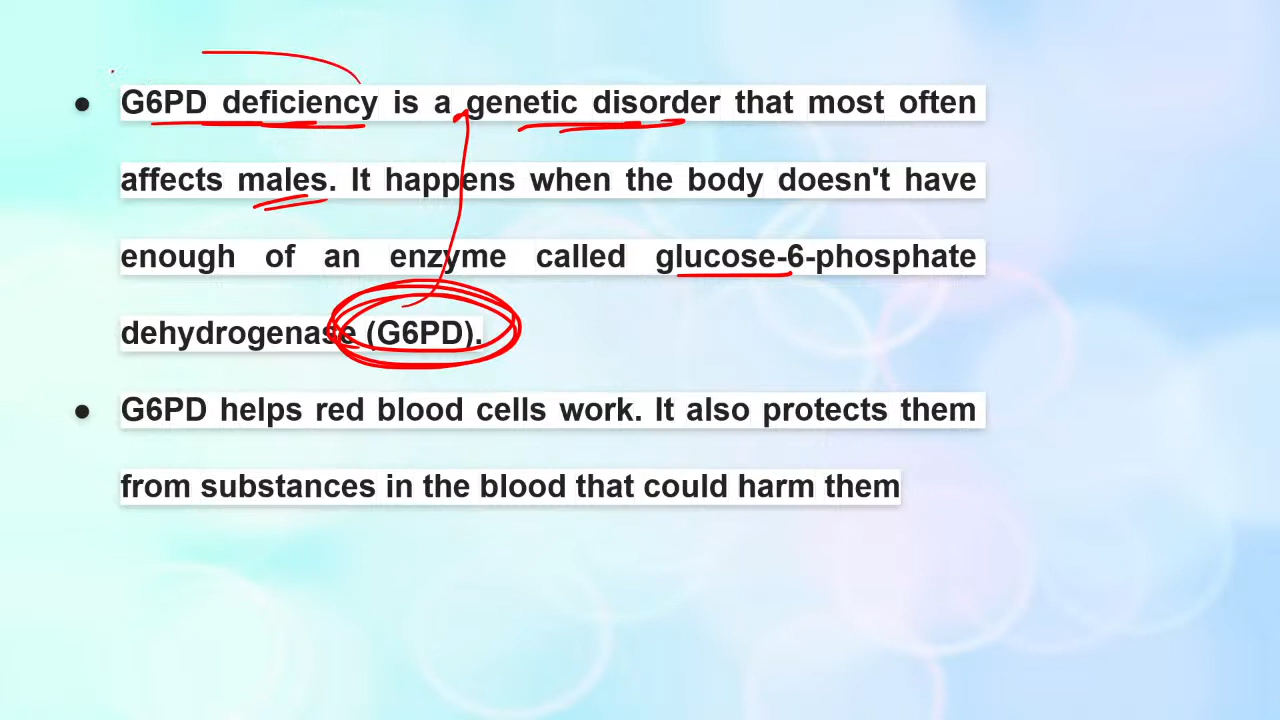 ● G6PD deficiency is a genetic disorder that most often
affects males. It happens when the body doesn't have
enough of an enzyme called glucose-6-phosphate
dehydrogenase (G6PD).
● G6PD helps red blood cells work. It also protects them
from substances in the blood that could harm them